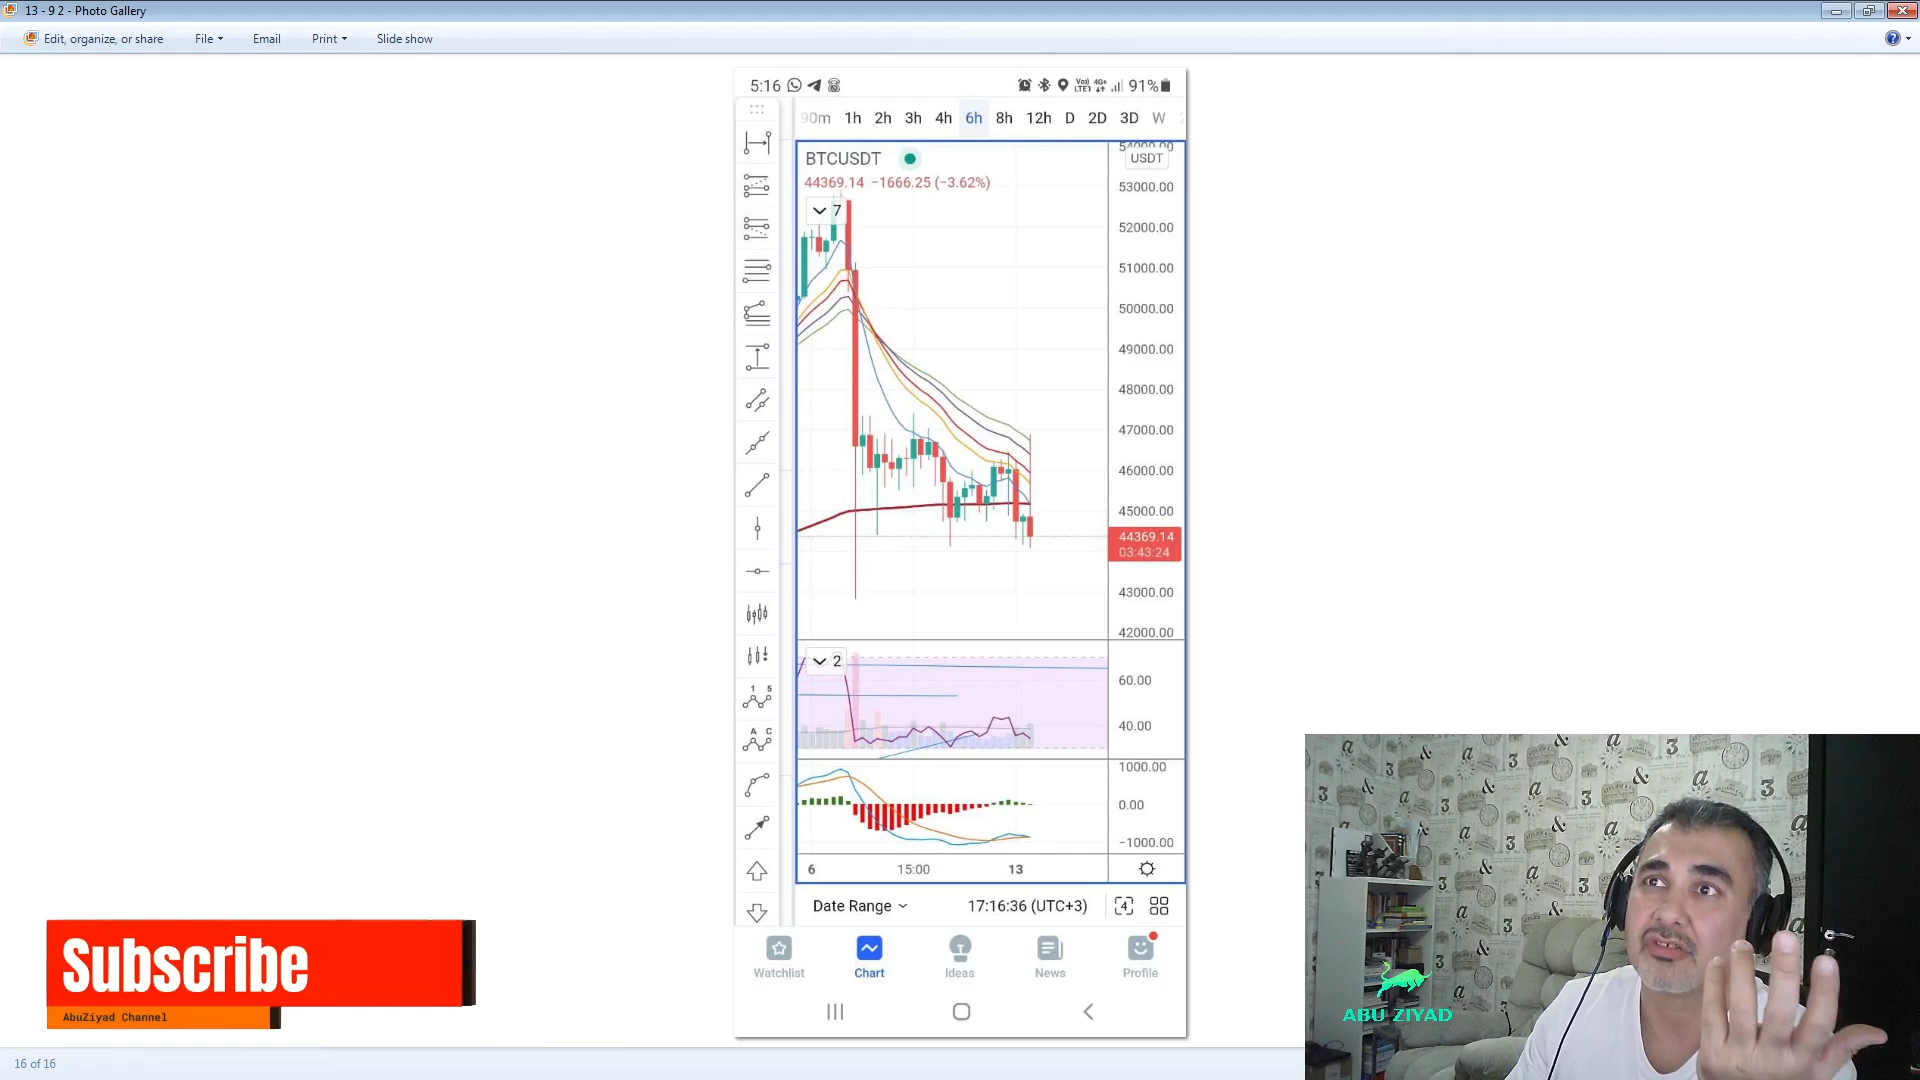 13 - 9 2 - Photo Gallery
Edit, organize, or share File Email Print Slide show
5:16 91%
90m 1h 2h 3h 4h 6h 8h 12h D 2D 3D W
BTCUSDT
44369.14 −1666.25 (−3.62%)
7
54000.00
USDT
53000.00
52000.00
51000.00
50000.00
49000.00
48000.00
47000.00
46000.00
45000.00
44369.14
03:43:24
43000.00
42000.00
2
60.00
40.00
1000.00
0.00
−1000.00
6 15:00 13
Date Range 17:16:36 (UTC+3) 4
Watchlist Chart Ideas News Profile
Subscribe
AbuZiyad Channel
ABU ZIYAD
16 of 16